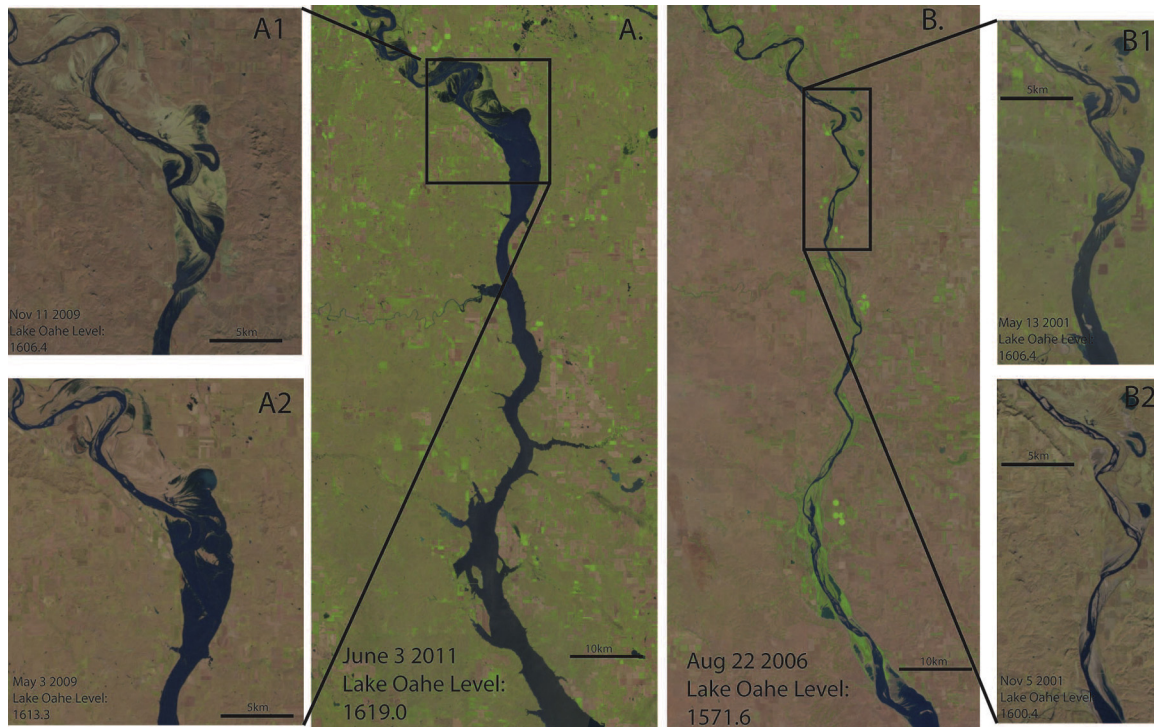 A1
Nov 11 2009
Lake Oahe Level:
1606.4
5km
A2
May 3 2009
Lake Oahe Level:
1613.3
5km
A.
June 3 2011
Lake Oahe Level:
1619.0
10km
B.
Aug 22 2006
Lake Oahe Level:
1571.6
10km
B1
5km
May 13 2001
Lake Oahe Level:
1606.4
B2
5km
Nov 5 2001
Lake Oahe Level:
1600.4